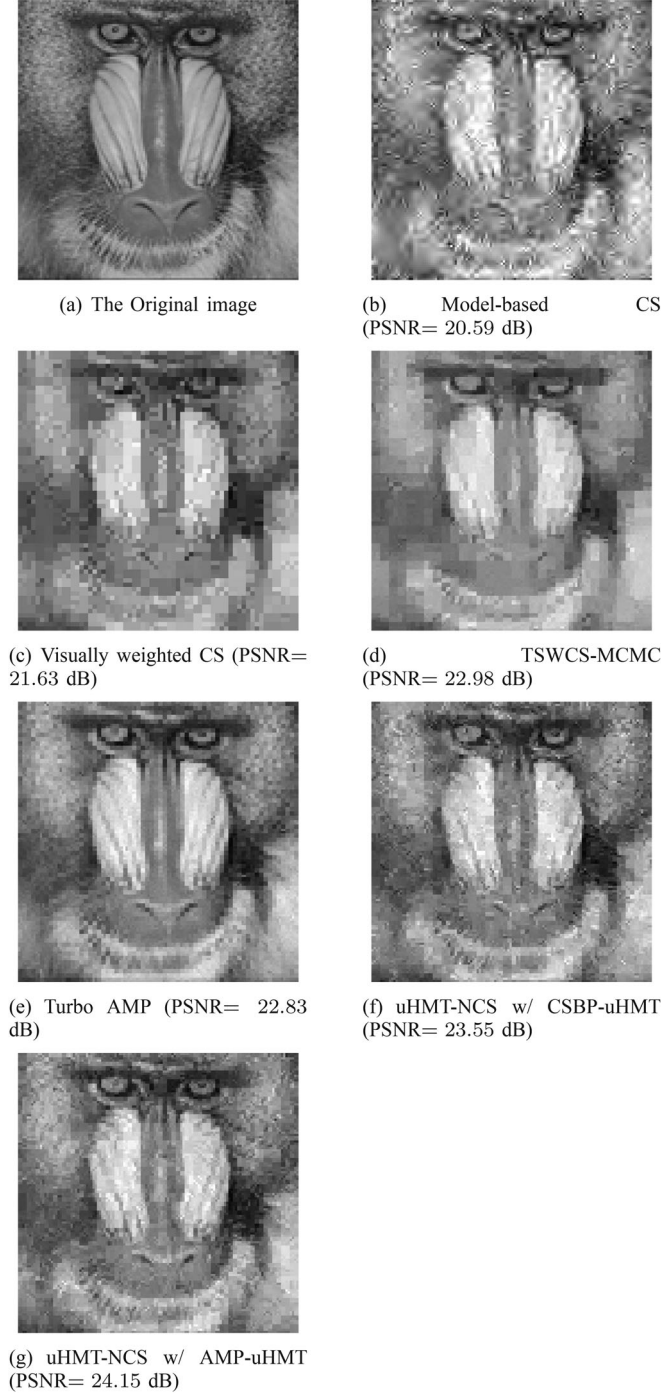 (a) The Original image
(b) Model-based CS
(PSNR= 20.59 dB)
(c) Visually weighted CS (PSNR=
21.63 dB)
(d) TSWCS-MCMC
(PSNR= 22.98 dB)
(e) Turbo AMP (PSNR= 22.83
dB)
(f) uHMT-NCS w/ CSBP-uHMT
(PSNR= 23.55 dB)
(g) uHMT-NCS w/ AMP-uHMT
(PSNR= 24.15 dB)